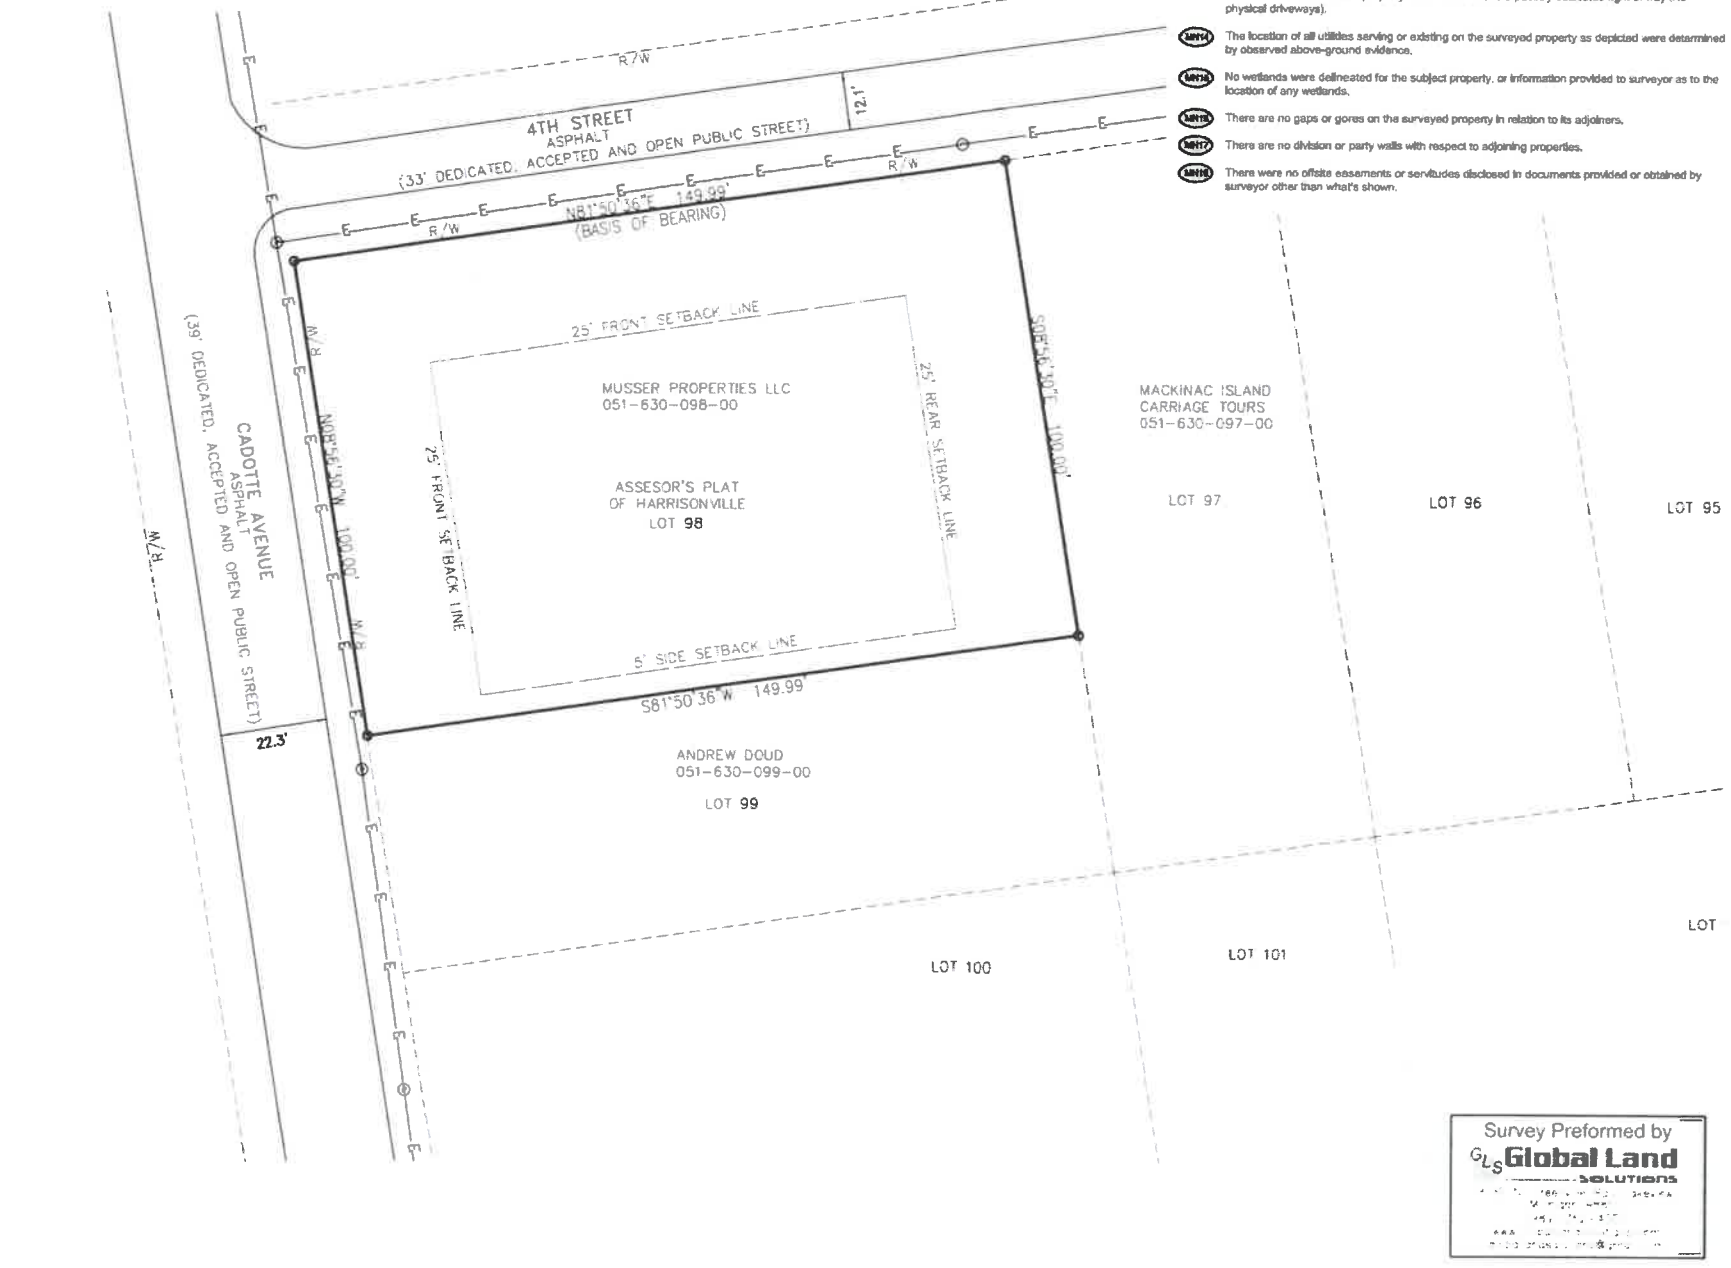 physical driveways).
MN14 The location of all utilities serving or existing on the surveyed property as depicted were determined
by observed above-ground evidence.
No wetlands were delineated for the subject property, or information provided to surveyor as to the
location of any wetlands.
There are no gaps or gores on the surveyed property in relation to its adjoiners.
MN17 There are no division or party walls with respect to adjoining properties.
There were no offsite easements or servitudes disclosed in documents provided or obtained by
surveyor other than what's shown.
R/W
4TH STREET
ASPHALT
(33' DEDICATED, ACCEPTED AND OPEN PUBLIC STREET)
12.1'
E
E
E
E
E
E
E
E
E
E
E
E
E
E
R/W
R/W
N81°50'36"E 149.99'
(BASIS OF BEARING)
25' FRONT SETBACK LINE
MUSSER PROPERTIES LLC
051-630-098-00
ASSESOR'S PLAT
OF HARRISONVILLE
LOT 98
25' REAR SETBACK LINE
25' FRONT SETBACK LINE
5' SIDE SETBACK LINE
S08°56'30"E 100.00'
N08°56'30"W 100.00'
S81°50'36"W 149.99'
R/W
R/W
R/W
CADOTTE AVENUE
ASPHALT
(39' DEDICATED, ACCEPTED AND OPEN PUBLIC STREET)
22.3'
E
E
E
E
E
E
E
E
E
E
E
E
MACKINAC ISLAND
CARRIAGE TOURS
051-630-097-00
LOT 97
LOT 96
LOT 95
ANDREW DOUD
051-630-099-00
LOT 99
LOT 100
LOT 101
LOT
Survey Preformed by
GLS Global Land
SOLUTIONS